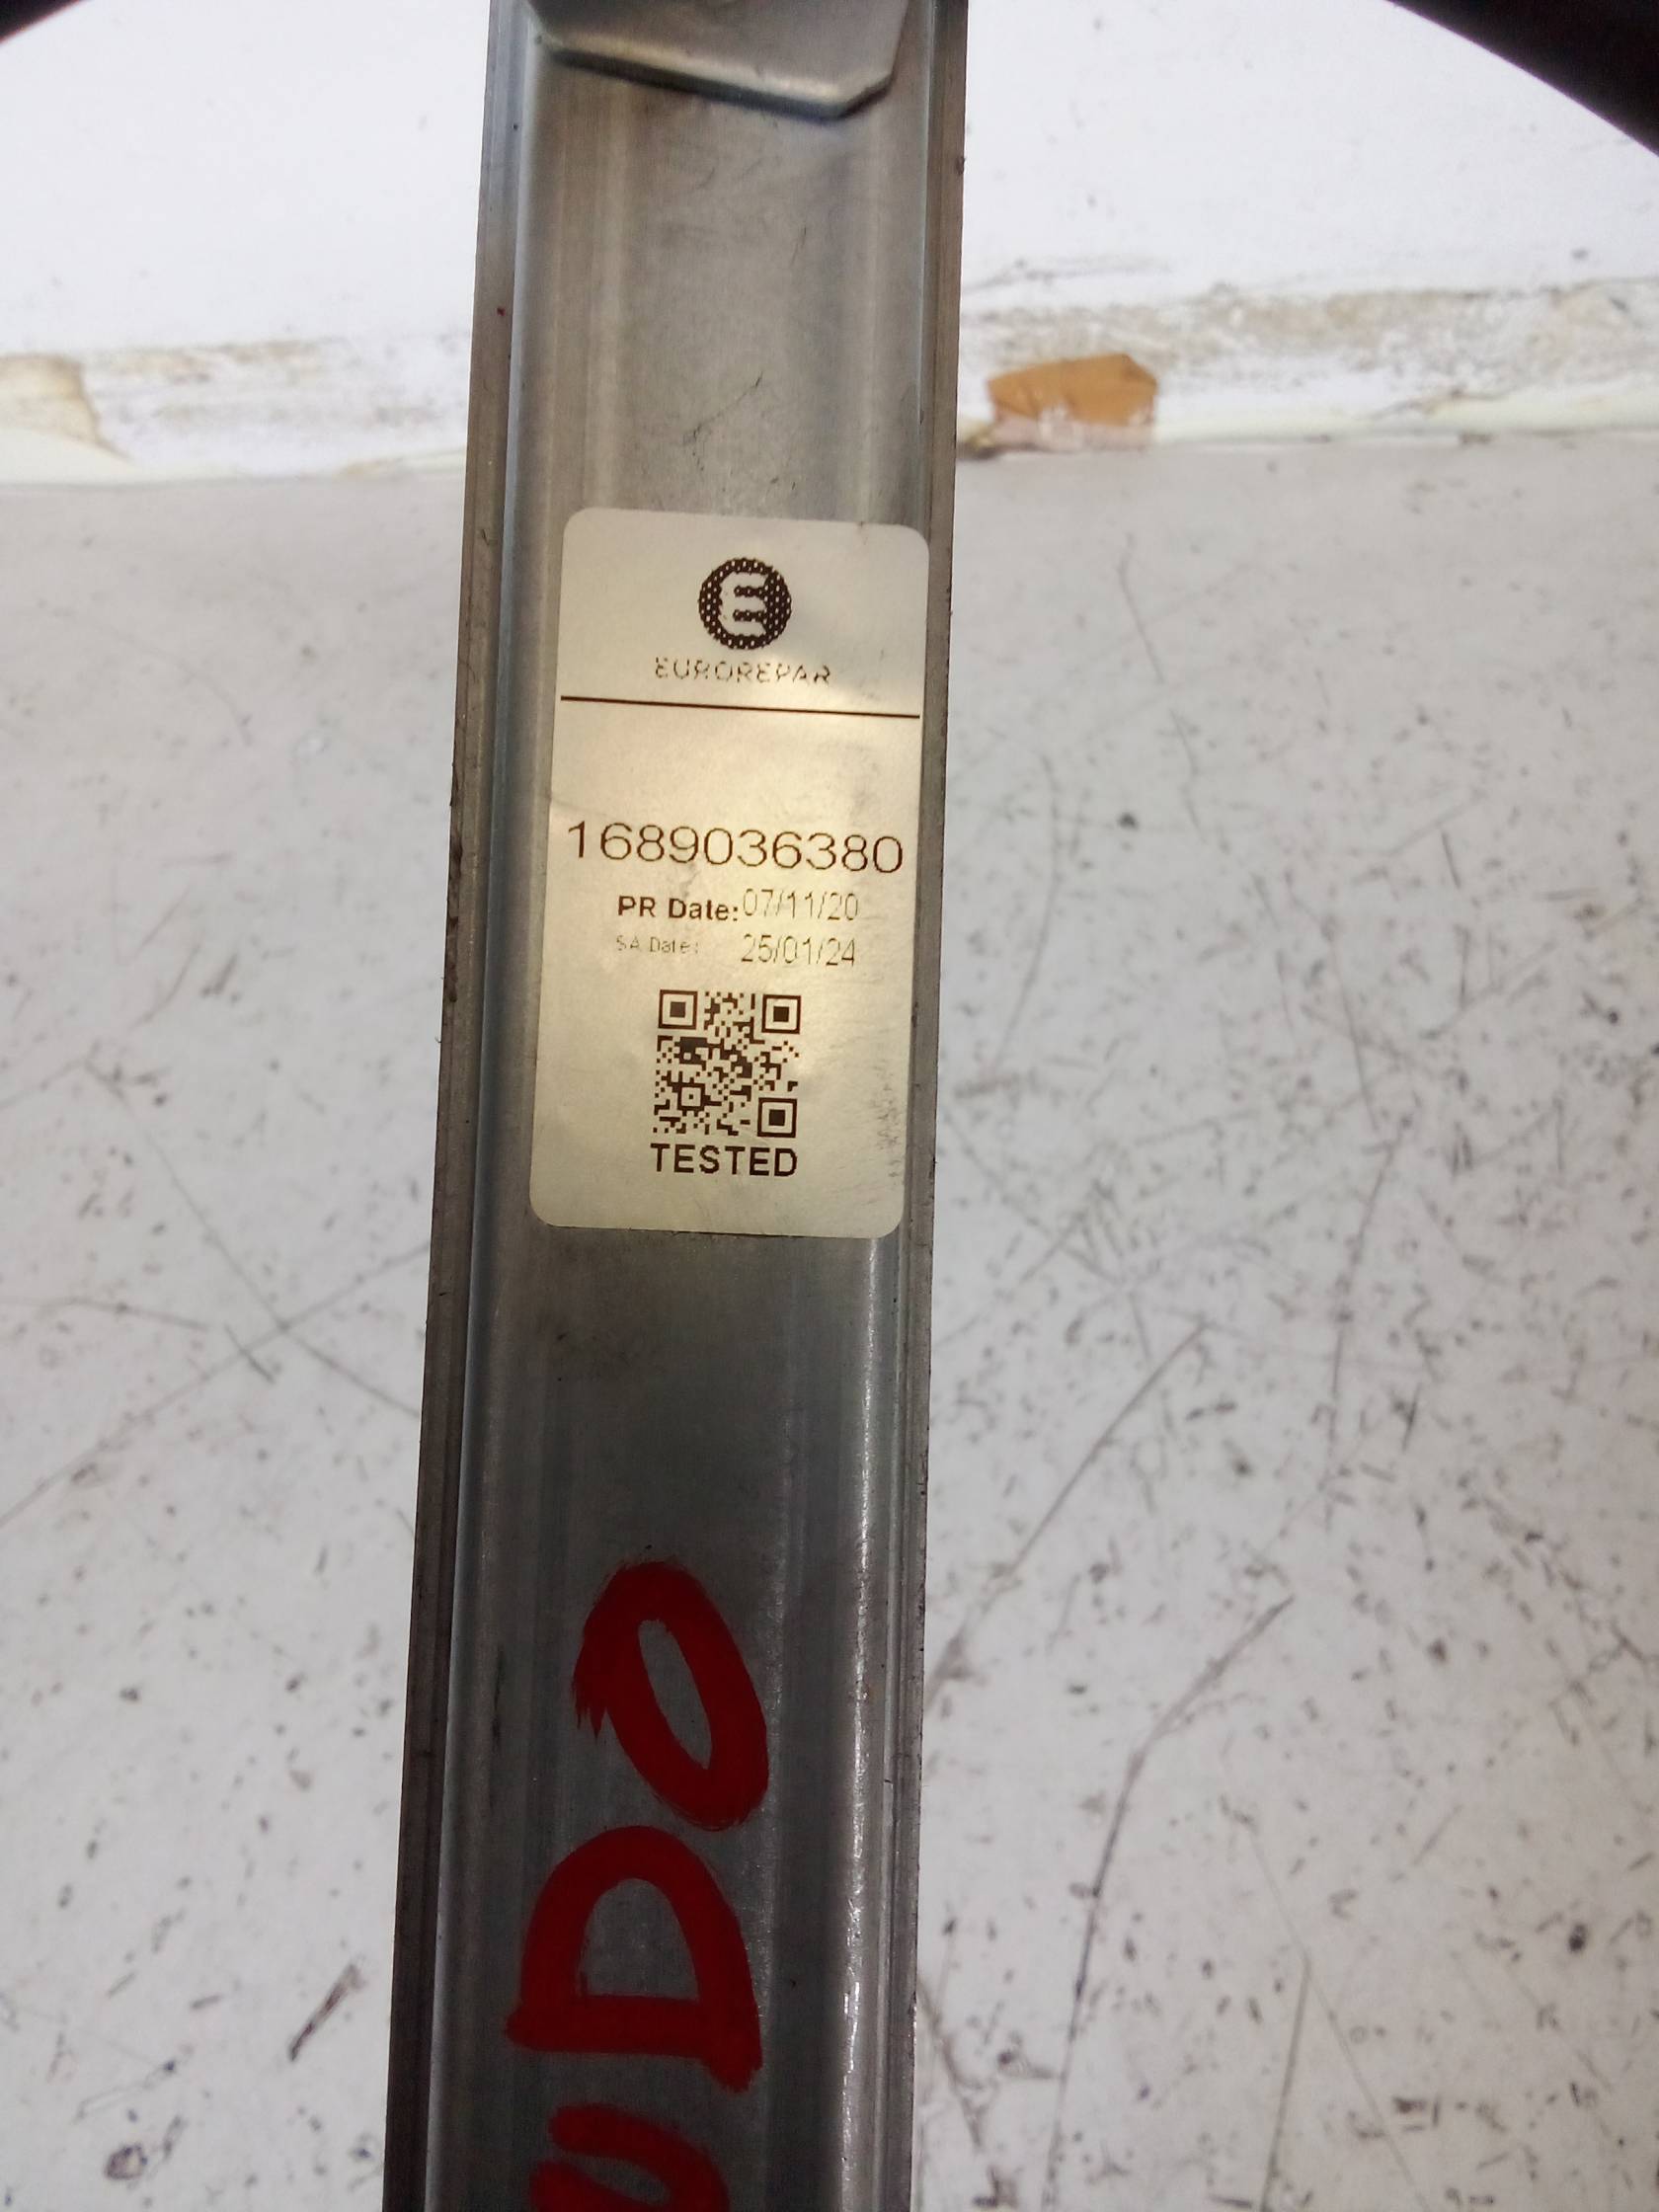 E
EUROREPAR
1689036380
PR Date: 07/11/20
SA Date: 25/01/24
TESTED
UDO